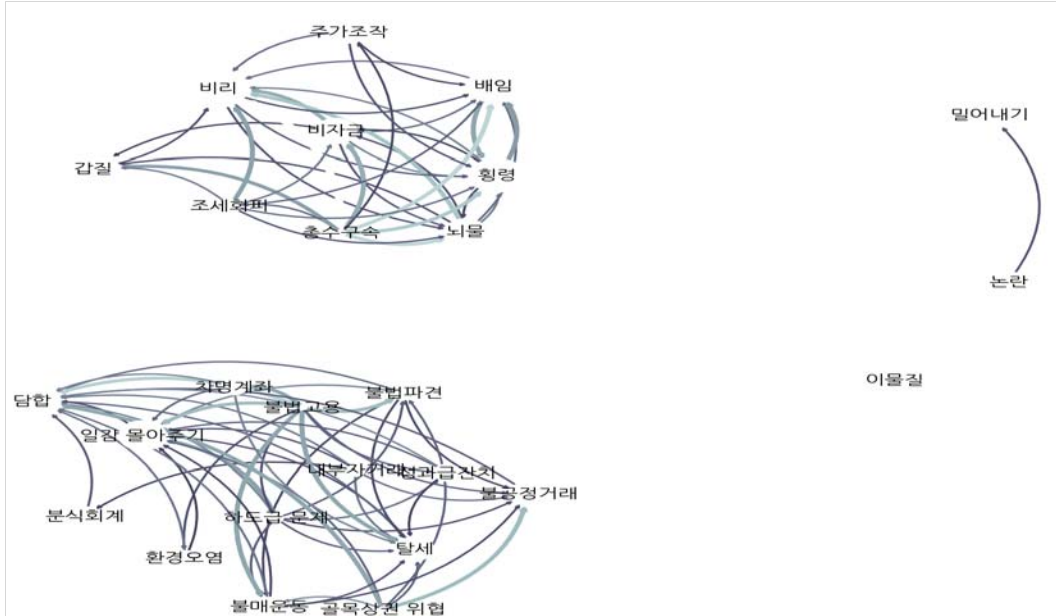 주가조작
비리
배임
밀어내기
비자금
갑질
횡령
조세회피
총수구속
뇌물
논란
이물질
차명계좌
불법파견
담합
불법고용
일감 몰아주기
내부자거래
성과급잔치
불공정거래
분식회계
하도급 문제
탈세
환경오염
불매운동
골목상권 위협